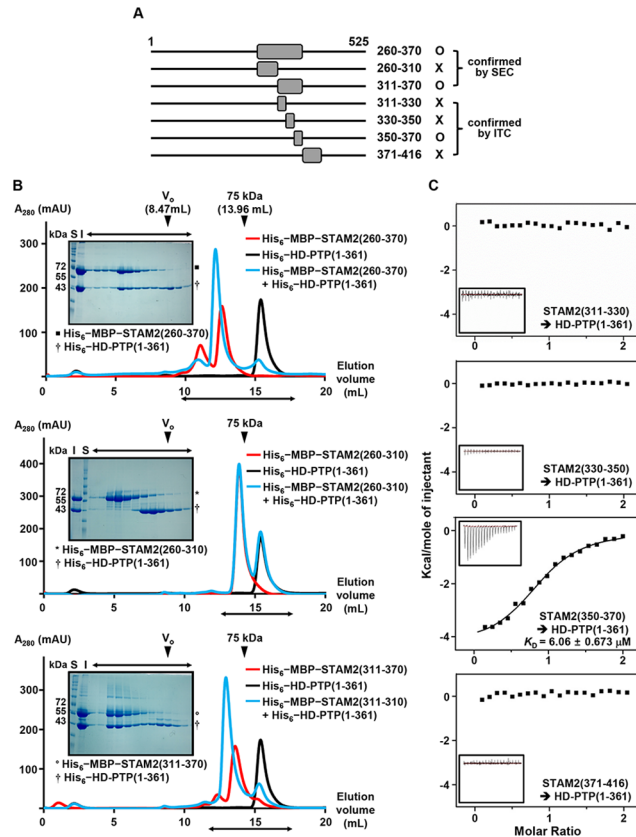 A
1 525
260-370 O
260-310 X
confirmed by SEC
311-370 O
311-330 X
330-350 X
confirmed by ITC
350-370 O
371-416 X
B
A280 (mAU)
Vo (8.47mL)
75 kDa (13.96 mL)
kDa S I
72
55
43
■
†
■ His6–MBP–STAM2(260-370)
† His6–HD-PTP(1-361)
His6–MBP–STAM2(260-370)
His6–HD-PTP(1-361)
His6–MBP–STAM2(260-370)
+ His6–HD-PTP(1-361)
300
200
100
0
0 5 10 15 20
Elution volume (mL)
A280 (mAU)
Vo
75 kDa
kDa I S
72
55
43
*
†
* His6–MBP–STAM2(260-310)
† His6–HD-PTP(1-361)
His6–MBP–STAM2(260-310)
His6–HD-PTP(1-361)
His6–MBP–STAM2(260-310)
+ His6–HD-PTP(1-361)
500
400
300
200
100
0
0 5 10 15 20
Elution volume (mL)
A280 (mAU)
Vo
75 kDa
kDa S I
72
55
43
°
†
° His6–MBP–STAM2(311-370)
† His6–HD-PTP(1-361)
His6–MBP–STAM2(311-370)
His6–HD-PTP(1-361)
His6–MBP–STAM2(311-310)
+ His6–HD-PTP(1-361)
300
200
100
0
0 5 10 15 20
Elution volume (mL)
C
Kcal/mole of injectant
0
-2
-4
STAM2(311-330)
➔ HD-PTP(1-361)
0
-2
-4
STAM2(330-350)
➔ HD-PTP(1-361)
0
-2
-4
STAM2(350-370)
➔ HD-PTP(1-361)
KD = 6.06 ± 0.673 μM
0
-2
-4
STAM2(371-416)
➔ HD-PTP(1-361)
0 1 2
Molar Ratio